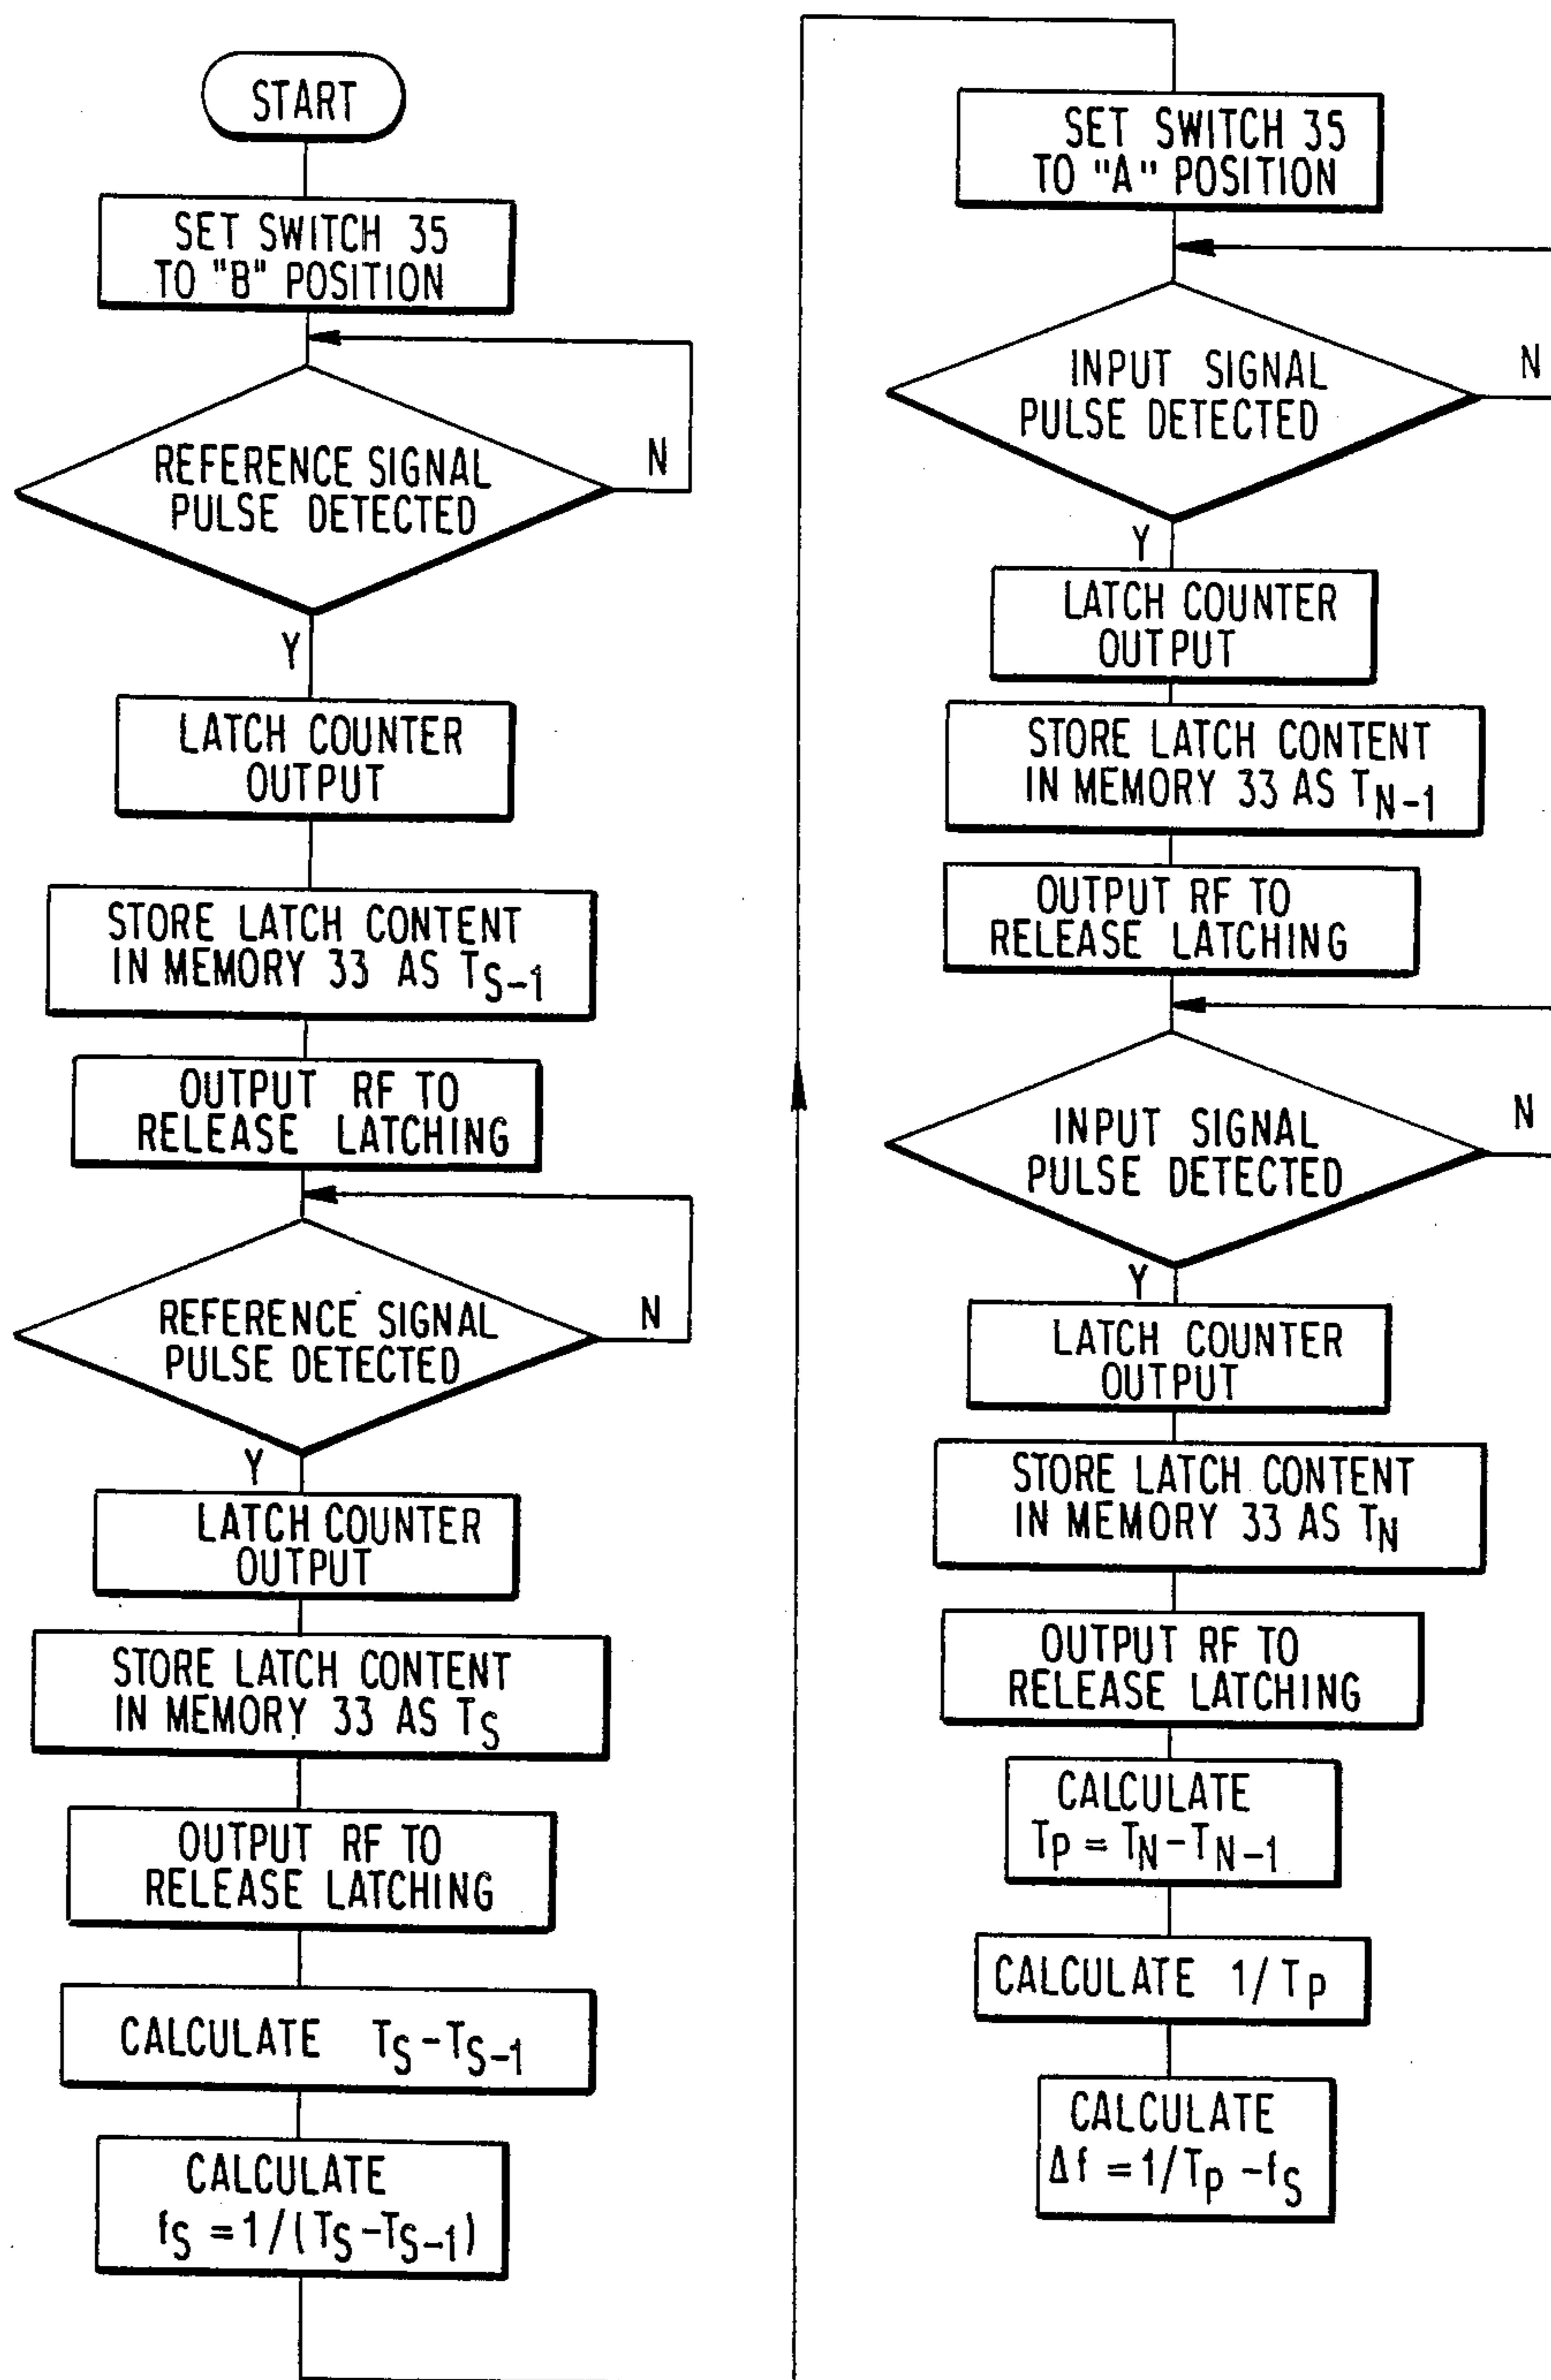 START
SET SWITCH 35
TO "B" POSITION
REFERENCE SIGNAL
PULSE DETECTED
N
Y
LATCH COUNTER
OUTPUT
STORE LATCH CONTENT
IN MEMORY 33 AS TS-1
OUTPUT RF TO
RELEASE LATCHING
REFERENCE SIGNAL
PULSE DETECTED
N
Y
LATCH COUNTER
OUTPUT
STORE LATCH CONTENT
IN MEMORY 33 AS TS
OUTPUT RF TO
RELEASE LATCHING
CALCULATE TS-TS-1
CALCULATE
fS = 1/(TS-TS-1)
SET SWITCH 35
TO "A" POSITION
INPUT SIGNAL
PULSE DETECTED
N
Y
LATCH COUNTER
OUTPUT
STORE LATCH CONTENT
IN MEMORY 33 AS TN-1
OUTPUT RF TO
RELEASE LATCHING
INPUT SIGNAL
PULSE DETECTED
N
Y
LATCH COUNTER
OUTPUT
STORE LATCH CONTENT
IN MEMORY 33 AS TN
OUTPUT RF TO
RELEASE LATCHING
CALCULATE
TP = TN-TN-1
CALCULATE 1/TP
CALCULATE
Δf = 1/TP -fS